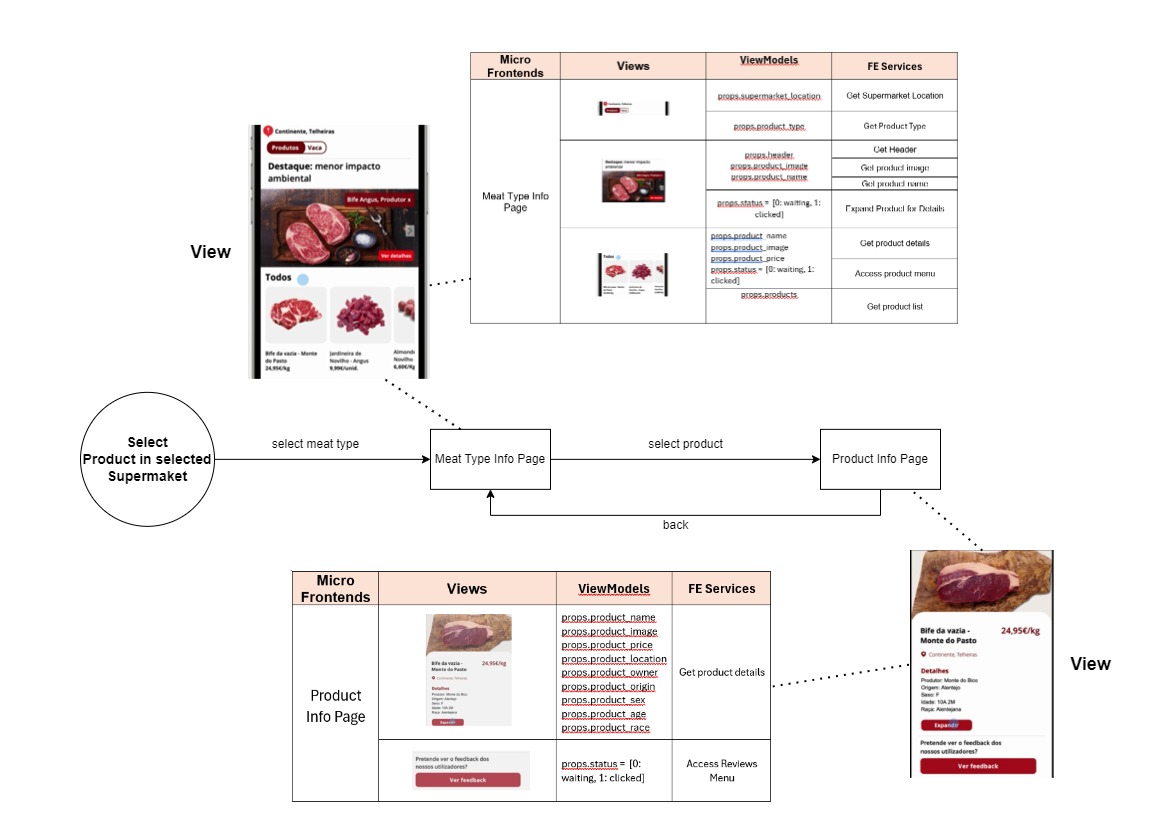 Micro
Frontends
Views
ViewModels
FE Services
Meat Type Info
Page
Continente, Telheiras
Produtos
Vaca
props.supermarket_location
Get Supermarket Location
props.product_type
Get Product Type
Destaque: menor impacto
ambiental
props.header
props.product_image
props.product_name
Get Header
Get product image
Get product name
props.status = [0: waiting, 1:
clicked]
Expand Product for Details
Todos
props.product_name
props.product_image
props.product_price
props.status = [0: waiting, 1:
clicked]
Get product details
Access product menu
props.products
Get product list
View
Continente, Telheiras
Produtos
Vaca
Destaque: menor impacto
ambiental
Bife Angus, Produtor x
Ver detalhes
Todos
Bife da vazia - Monte
do Pasto
24,95€/kg
Jardineira de
Novilho - Angus
9,99€/unid.
Almond
Novilho
6,60€/Kg
Select
Product in selected
Supermaket
select meat type
Meat Type Info Page
select product
Product Info Page
back
Micro
Frontends
Views
ViewModels
FE Services
Product
Info Page
Bife da vazia -
Monte do Pasto
24,95€/kg
Continente, Telheiras
Detalhes
Produtor: Monte do Bico
Origem: Alentejo
Sexo: F
Idade: 10A 2M
Raça: Alentejana
Expandir
props.product_name
props.product_image
props.product_price
props.product_location
props.product_owner
props.product_origin
props.product_sex
props.product_age
props.product_race
Get product details
Pretende ver o feedback dos
nossos utilizadores?
Ver feedback
props.status = [0:
waiting, 1: clicked]
Access Reviews
Menu
Bife da vazia -
Monte do Pasto
24,95€/kg
Continente, Telheiras
Detalhes
Produtor: Monte do Bico
Origem: Alentejo
Sexo: F
Idade: 10A 2M
Raça: Alentejana
Expandir
Pretende ver o feedback dos
nossos utilizadores?
Ver feedback
View